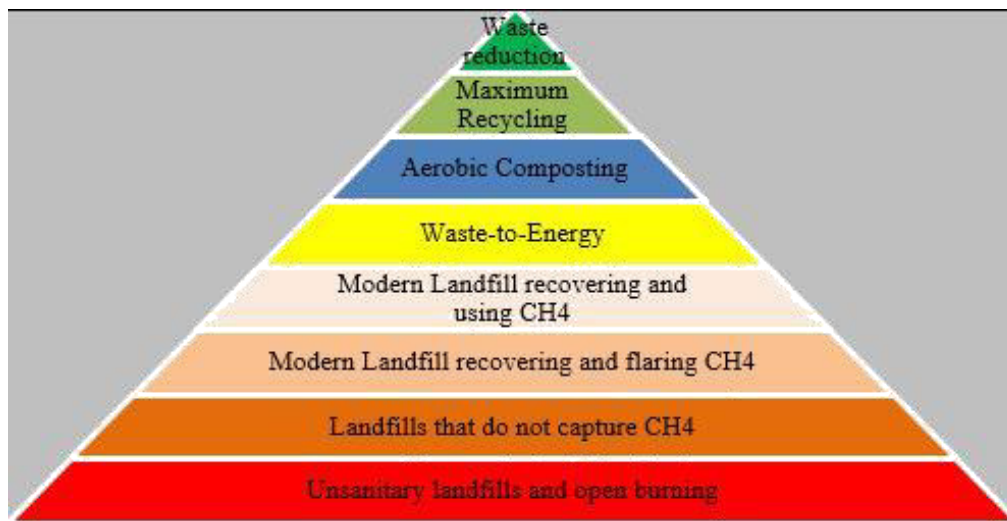 Waste
reduction
Maximum
Recycling
Aerobic Composting
Waste-to-Energy
Modern Landfill recovering and
using CH4
Modern Landfill recovering and flaring CH4
Landfills that do not capture CH4
Unsanitary landfills and open burning